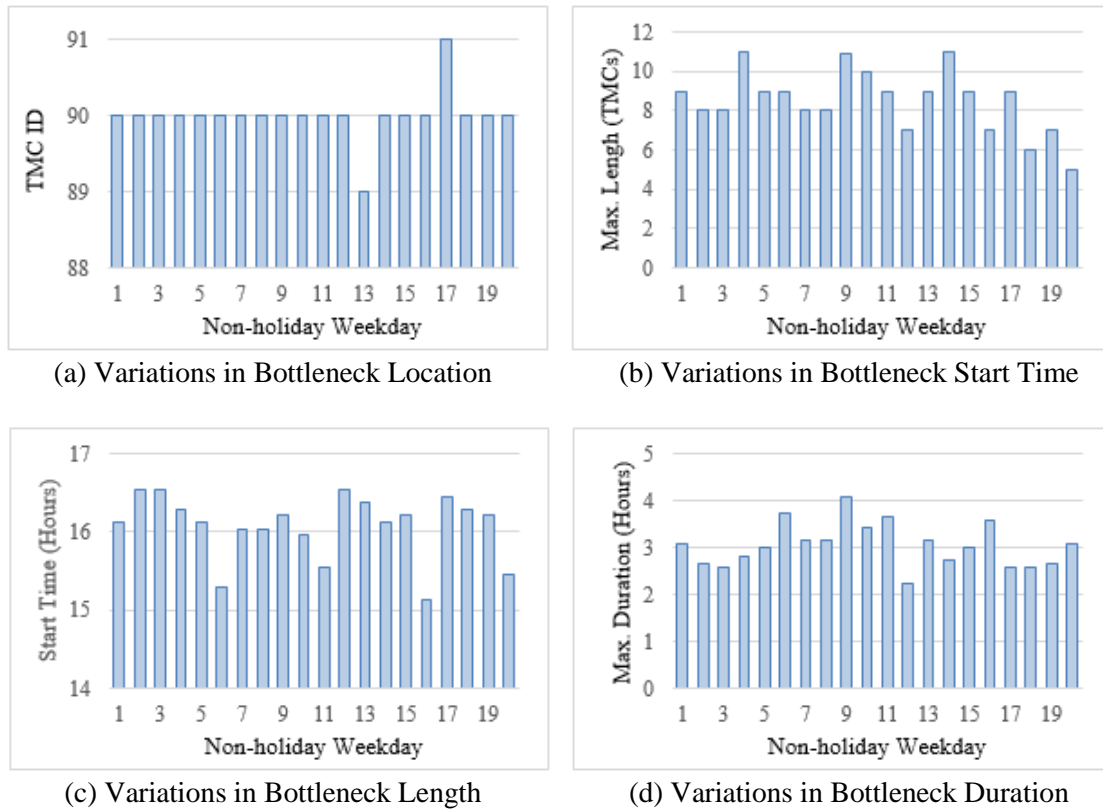 91
90
89
88
TMC ID
1 3 5 7 9 11 13 15 17 19
Non-holiday Weekday
(a) Variations in Bottleneck Location
12
10
8
6
4
2
0
Max. Lengh (TMCs)
1 3 5 7 9 11 13 15 17 19
Non-holiday Weekday
(b) Variations in Bottleneck Start Time
17
16
15
14
Start Time (Hours)
1 3 5 7 9 11 13 15 17 19
Non-holiday Weekday
(c) Variations in Bottleneck Length
5
4
3
2
1
0
Max. Duration (Hours)
1 3 5 7 9 11 13 15 17 19
Non-holiday Weekday
(d) Variations in Bottleneck Duration